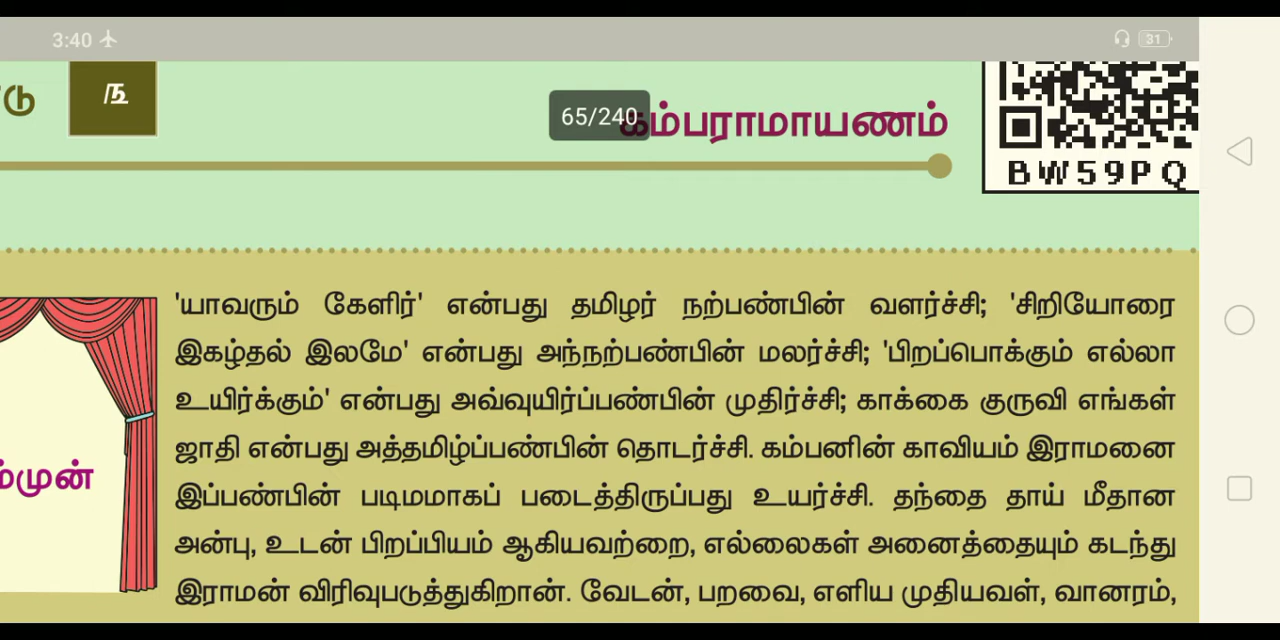 3:40
31
டு
௩
65/240
கம்பராமாயணம்
BW59PQ
'யாவரும் கேளிர்' என்பது தமிழர் நற்பண்பின் வளர்ச்சி; 'சிறியோரை
இகழ்தல் இலமே' என்பது அந்நற்பண்பின் மலர்ச்சி; 'பிறப்பொக்கும் எல்லா
உயிர்க்கும்' என்பது அவ்வுயிர்ப்பண்பின் முதிர்ச்சி; காக்கை குருவி எங்கள்
ஜாதி என்பது அத்தமிழ்ப்பண்பின் தொடர்ச்சி. கம்பனின் காவியம் இராமனை
ம்முன்
இப்பண்பின் படிமமாகப் படைத்திருப்பது உயர்ச்சி. தந்தை தாய் மீதான
அன்பு, உடன் பிறப்பியம் ஆகியவற்றை, எல்லைகள் அனைத்தையும் கடந்து
இராமன் விரிவுபடுத்துகிறான். வேடன், பறவை, எளிய முதியவள், வானரம்,